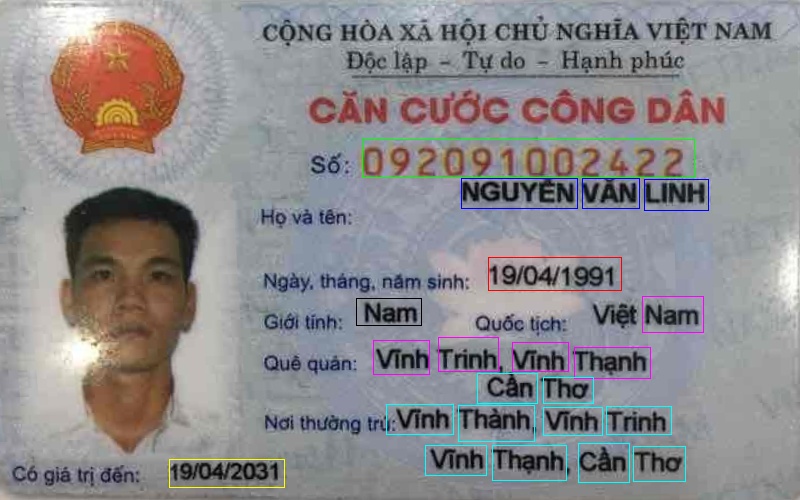 CỘNG HÒA XÃ HỘI CHỦ NGHĨA VIỆT NAM
Độc lập - Tự do - Hạnh phúc
CĂN CƯỚC CÔNG DÂN
Số: 092091002422
NGUYỄN VĂN LINH
Họ và tên:
Ngày, tháng, năm sinh: 19/04/1991
Giới tính: Nam Quốc tịch: Việt Nam
Quê quán: Vĩnh Trinh, Vĩnh Thạnh
Cần Thơ
Nơi thường trú: Vĩnh Thành, Vĩnh Trinh
Vĩnh Thạnh, Cần Thơ
Có giá trị đến: 19/04/2031